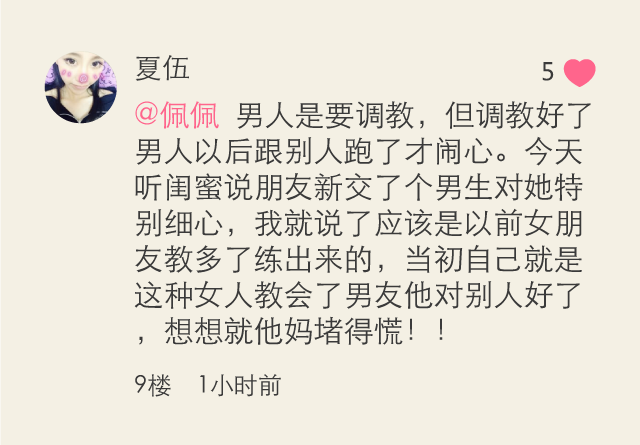 夏伍
5
@佩佩 男人是要调教，但调教好了
男人以后跟别人跑了才闹心。今天
听闺蜜说朋友新交了个男生对她特
别细心，我就说了应该是以前女朋
友教多了练出来的，当初自己就是
这种女人教会了男友他对别人好了
，想想就他妈堵得慌！！
9楼 1小时前